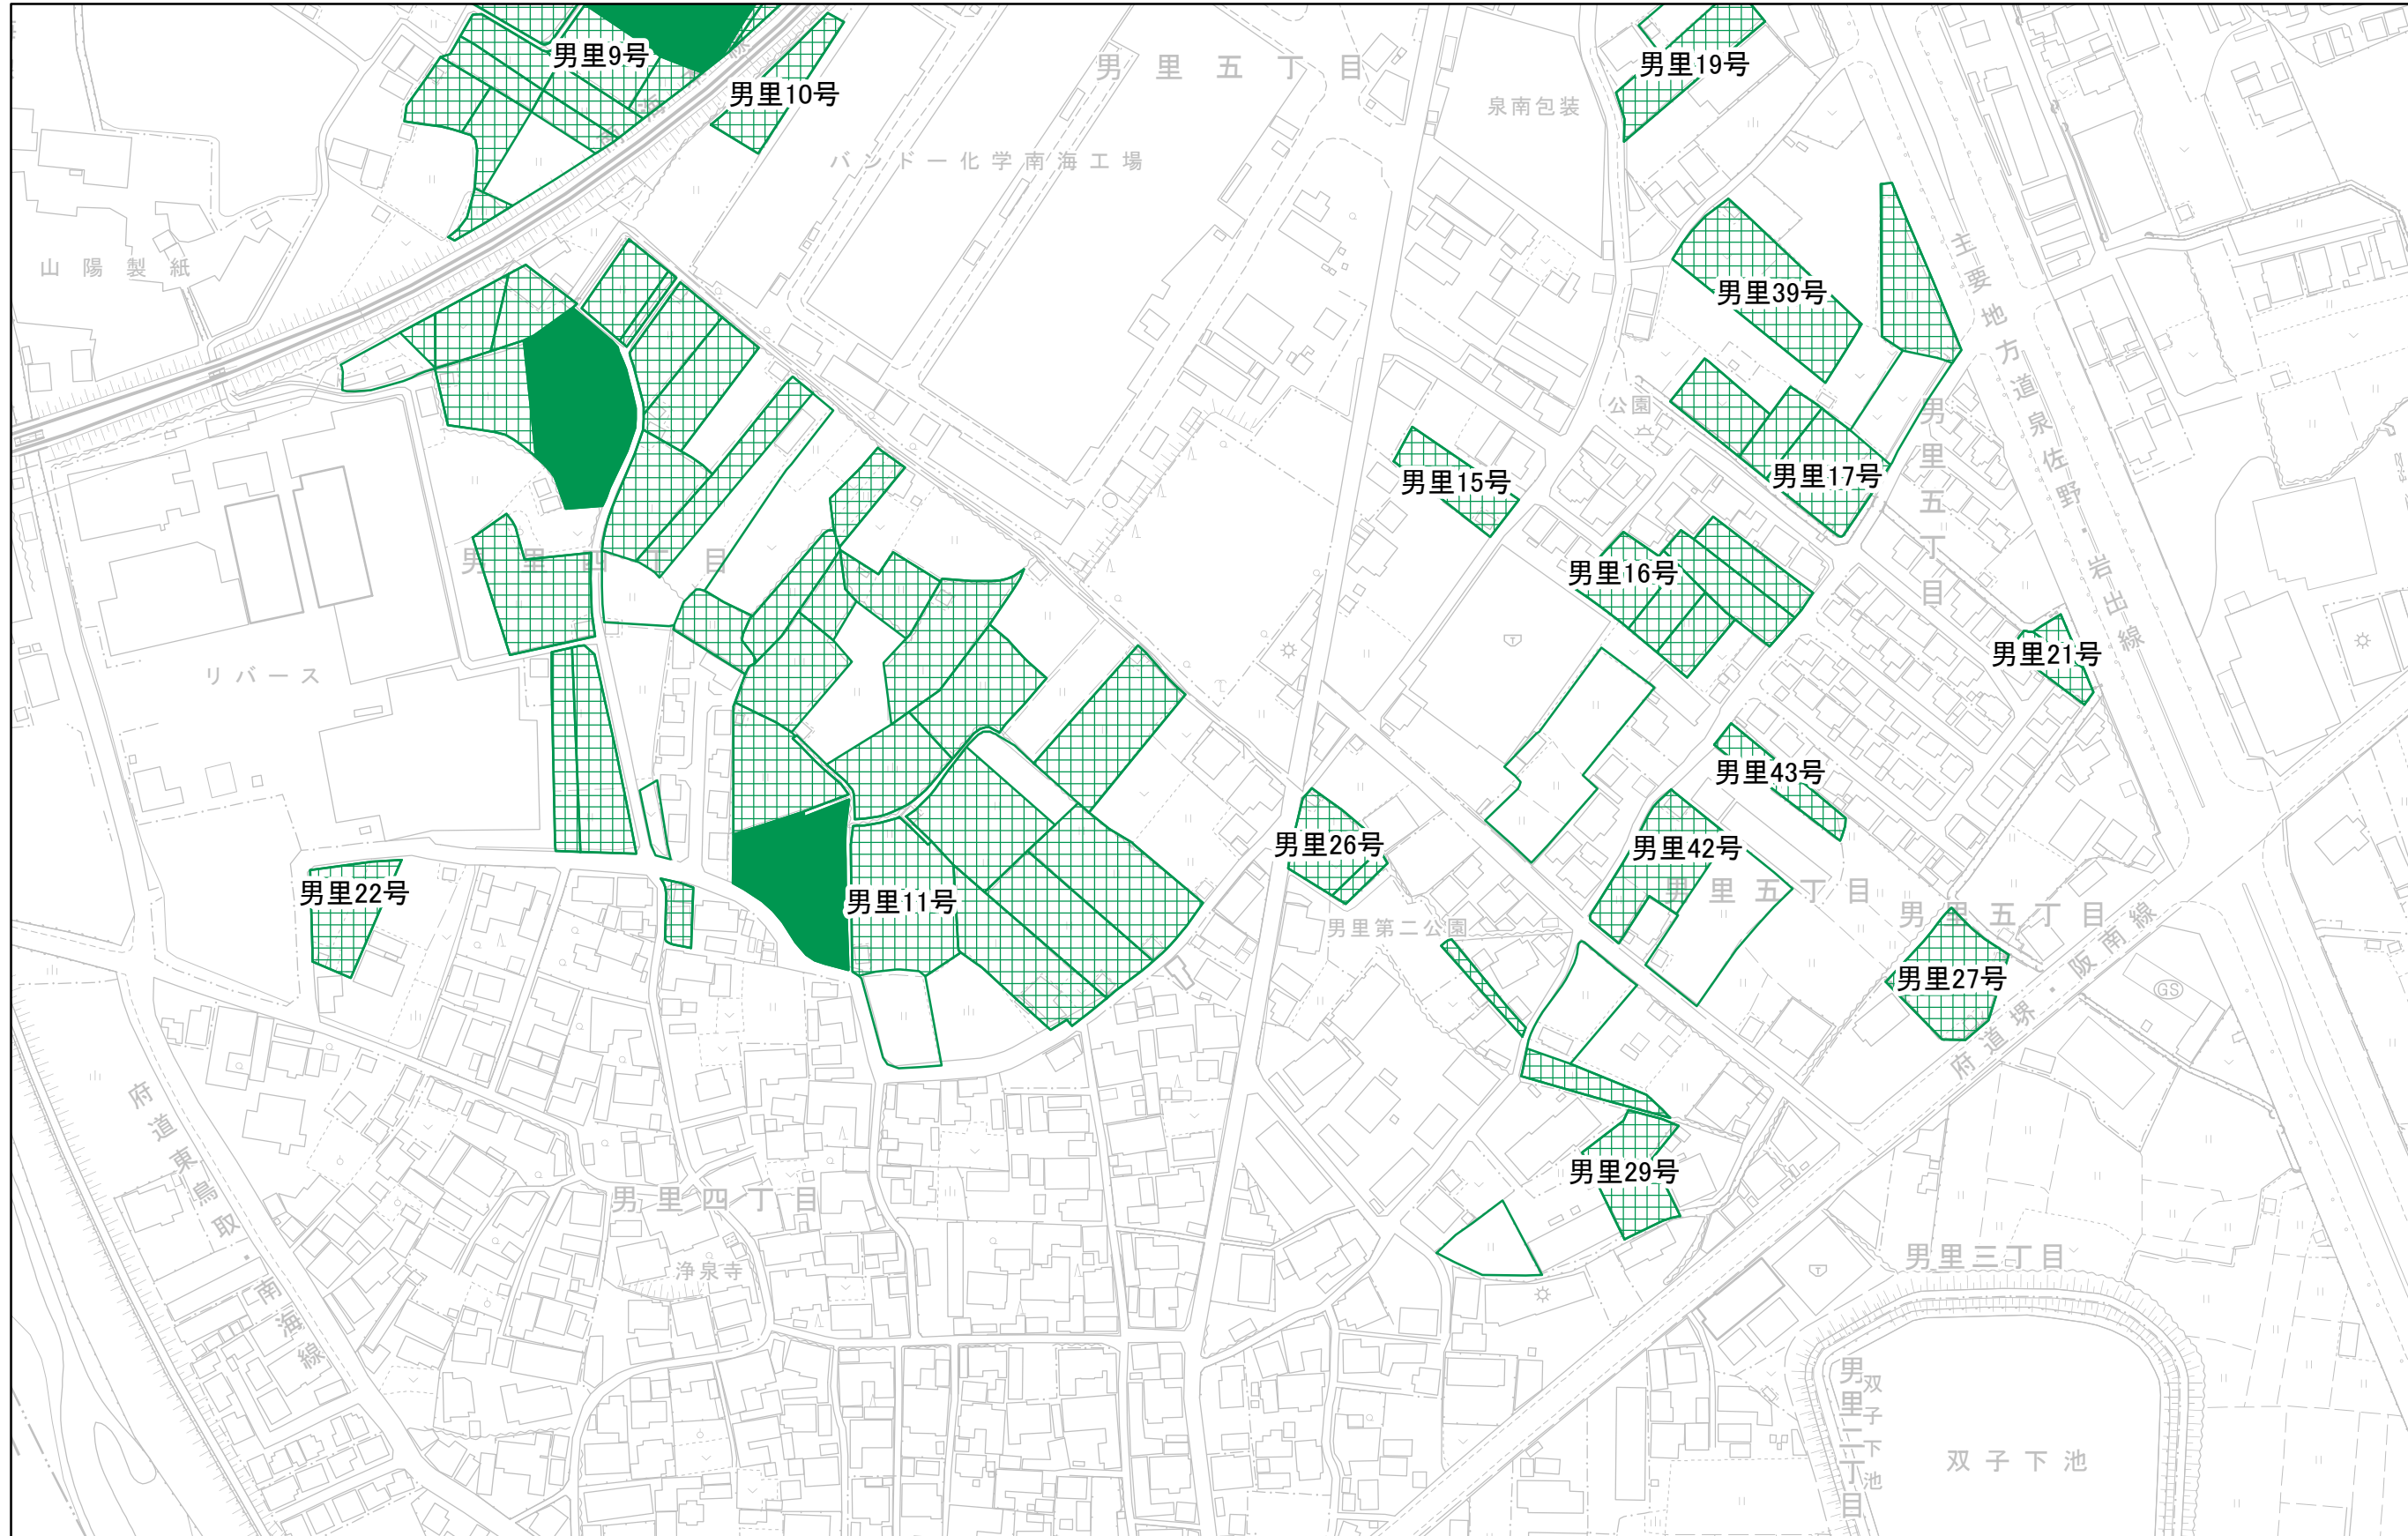 男里9号
男里10号
男里五丁目
男里19号
泉南包装
バンドー化学南海工場
山陽製紙
主要地方道泉佐野・岩出線
男里39号
公園
男里五丁目
男里15号
男里17号
男里四丁目
男里16号
男里21号
リバース
男里43号
男里26号
男里42号
男里22号
男里11号
男里五丁目
男里五丁目
男里第二公園
男里27号
府道堺・阪南線
GS
府道東鳥取・南海線
男里29号
男里四丁目
浄泉寺
男里三丁目
男里二丁目
双子下池
双子下池